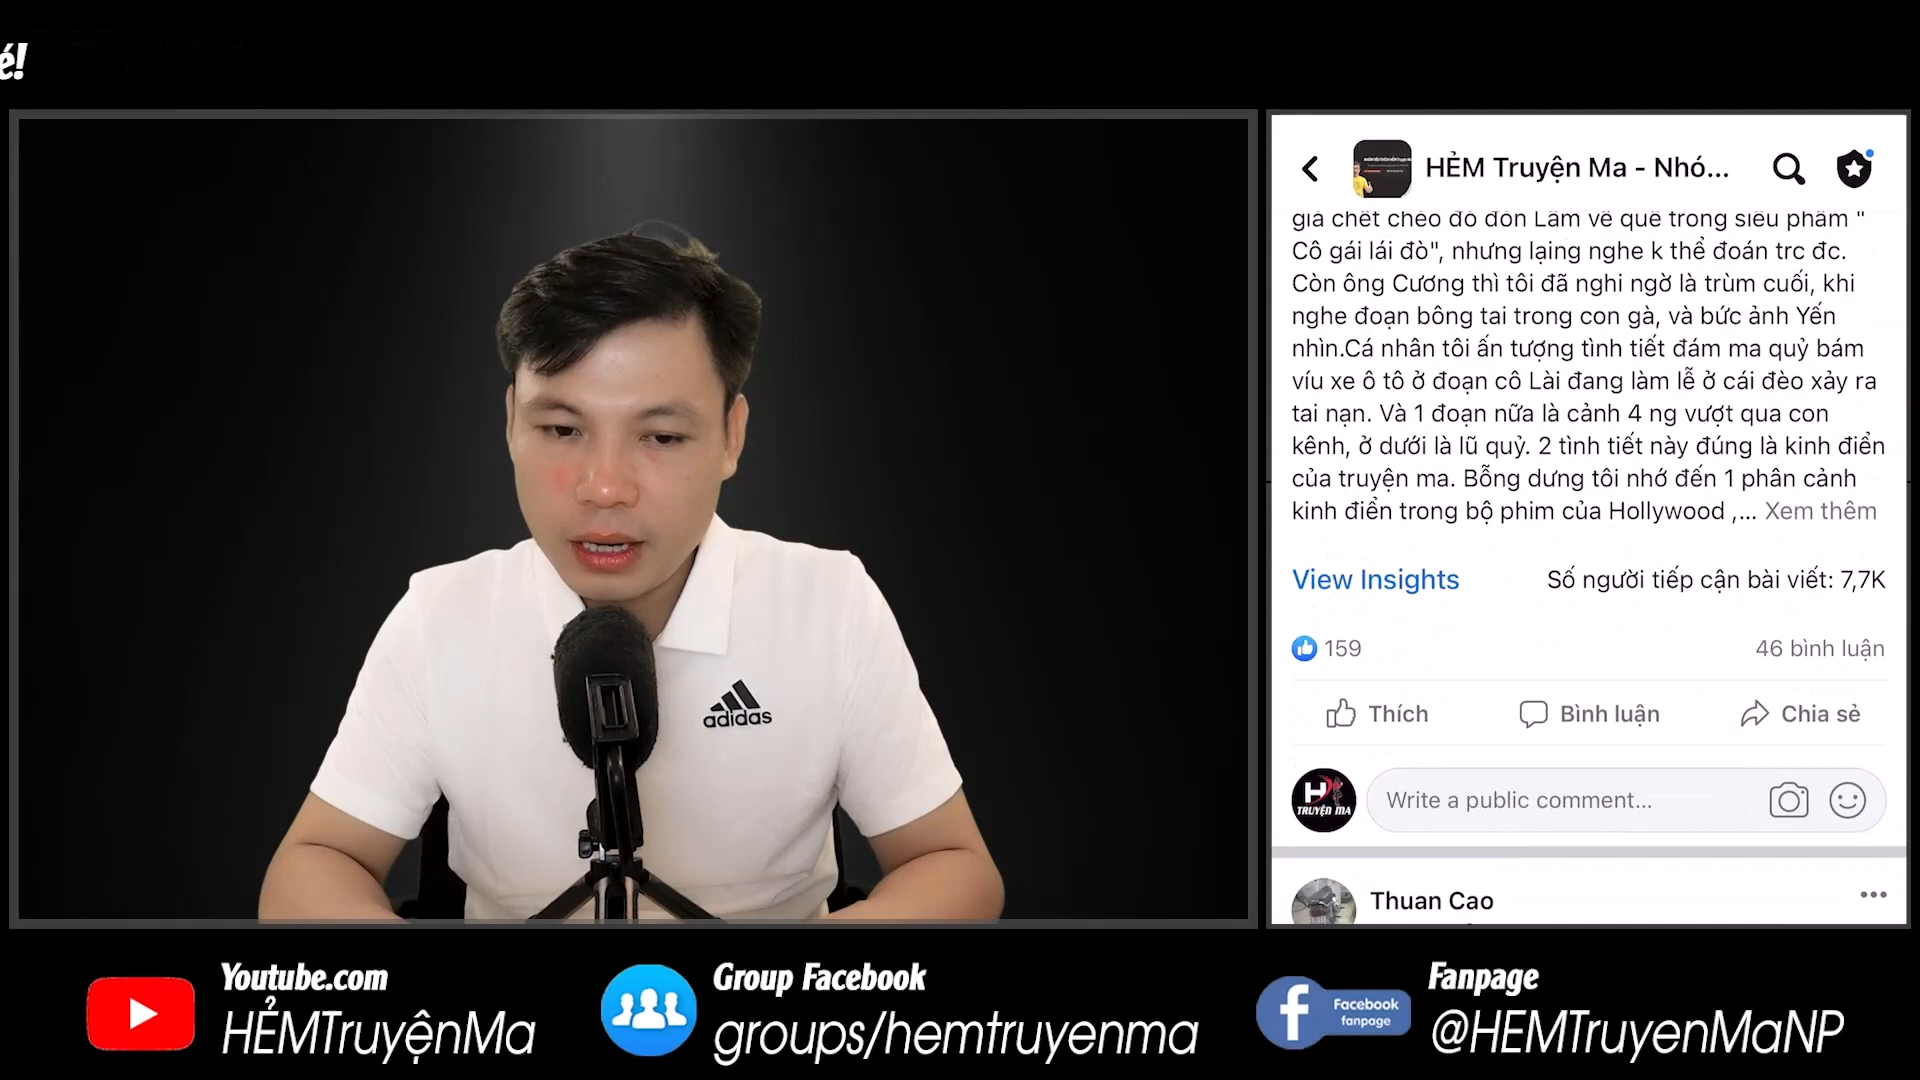 é!
HẺM Truyện Ma - Nhó...
giả chết chèo đò đón Lâm về quê trong siêu phẩm "
Cô gái lái đò", nhưng lạing nghe k thể đoán trc đc.
Còn ông Cương thì tôi đã nghi ngờ là trùm cuối, khi
nghe đoạn bông tai trong con gà, và bức ảnh Yến
nhìn.Cá nhân tôi ấn tượng tình tiết đám ma quỷ bám
víu xe ô tô ở đoạn cô Lài đang làm lễ ở cái đèo xảy ra
tai nạn. Và 1 đoạn nữa là cảnh 4 ng vượt qua con
kênh, ở dưới là lũ quỷ. 2 tình tiết này đúng là kinh điển
của truyện ma. Bỗng dưng tôi nhớ đến 1 phân cảnh
kinh điển trong bộ phim của Hollywood ,... Xem thêm
View Insights Số người tiếp cận bài viết: 7,7K
159 46 bình luận
Thích Bình luận Chia sẻ
H TRUYỆN MA
Write a public comment...
Thuan Cao
adidas
Youtube.com
HẺMTruyệnMa
Group Facebook
groups/hemtruyenma
Facebook
fanpage
Fanpage
@HEMTruyenMaNP